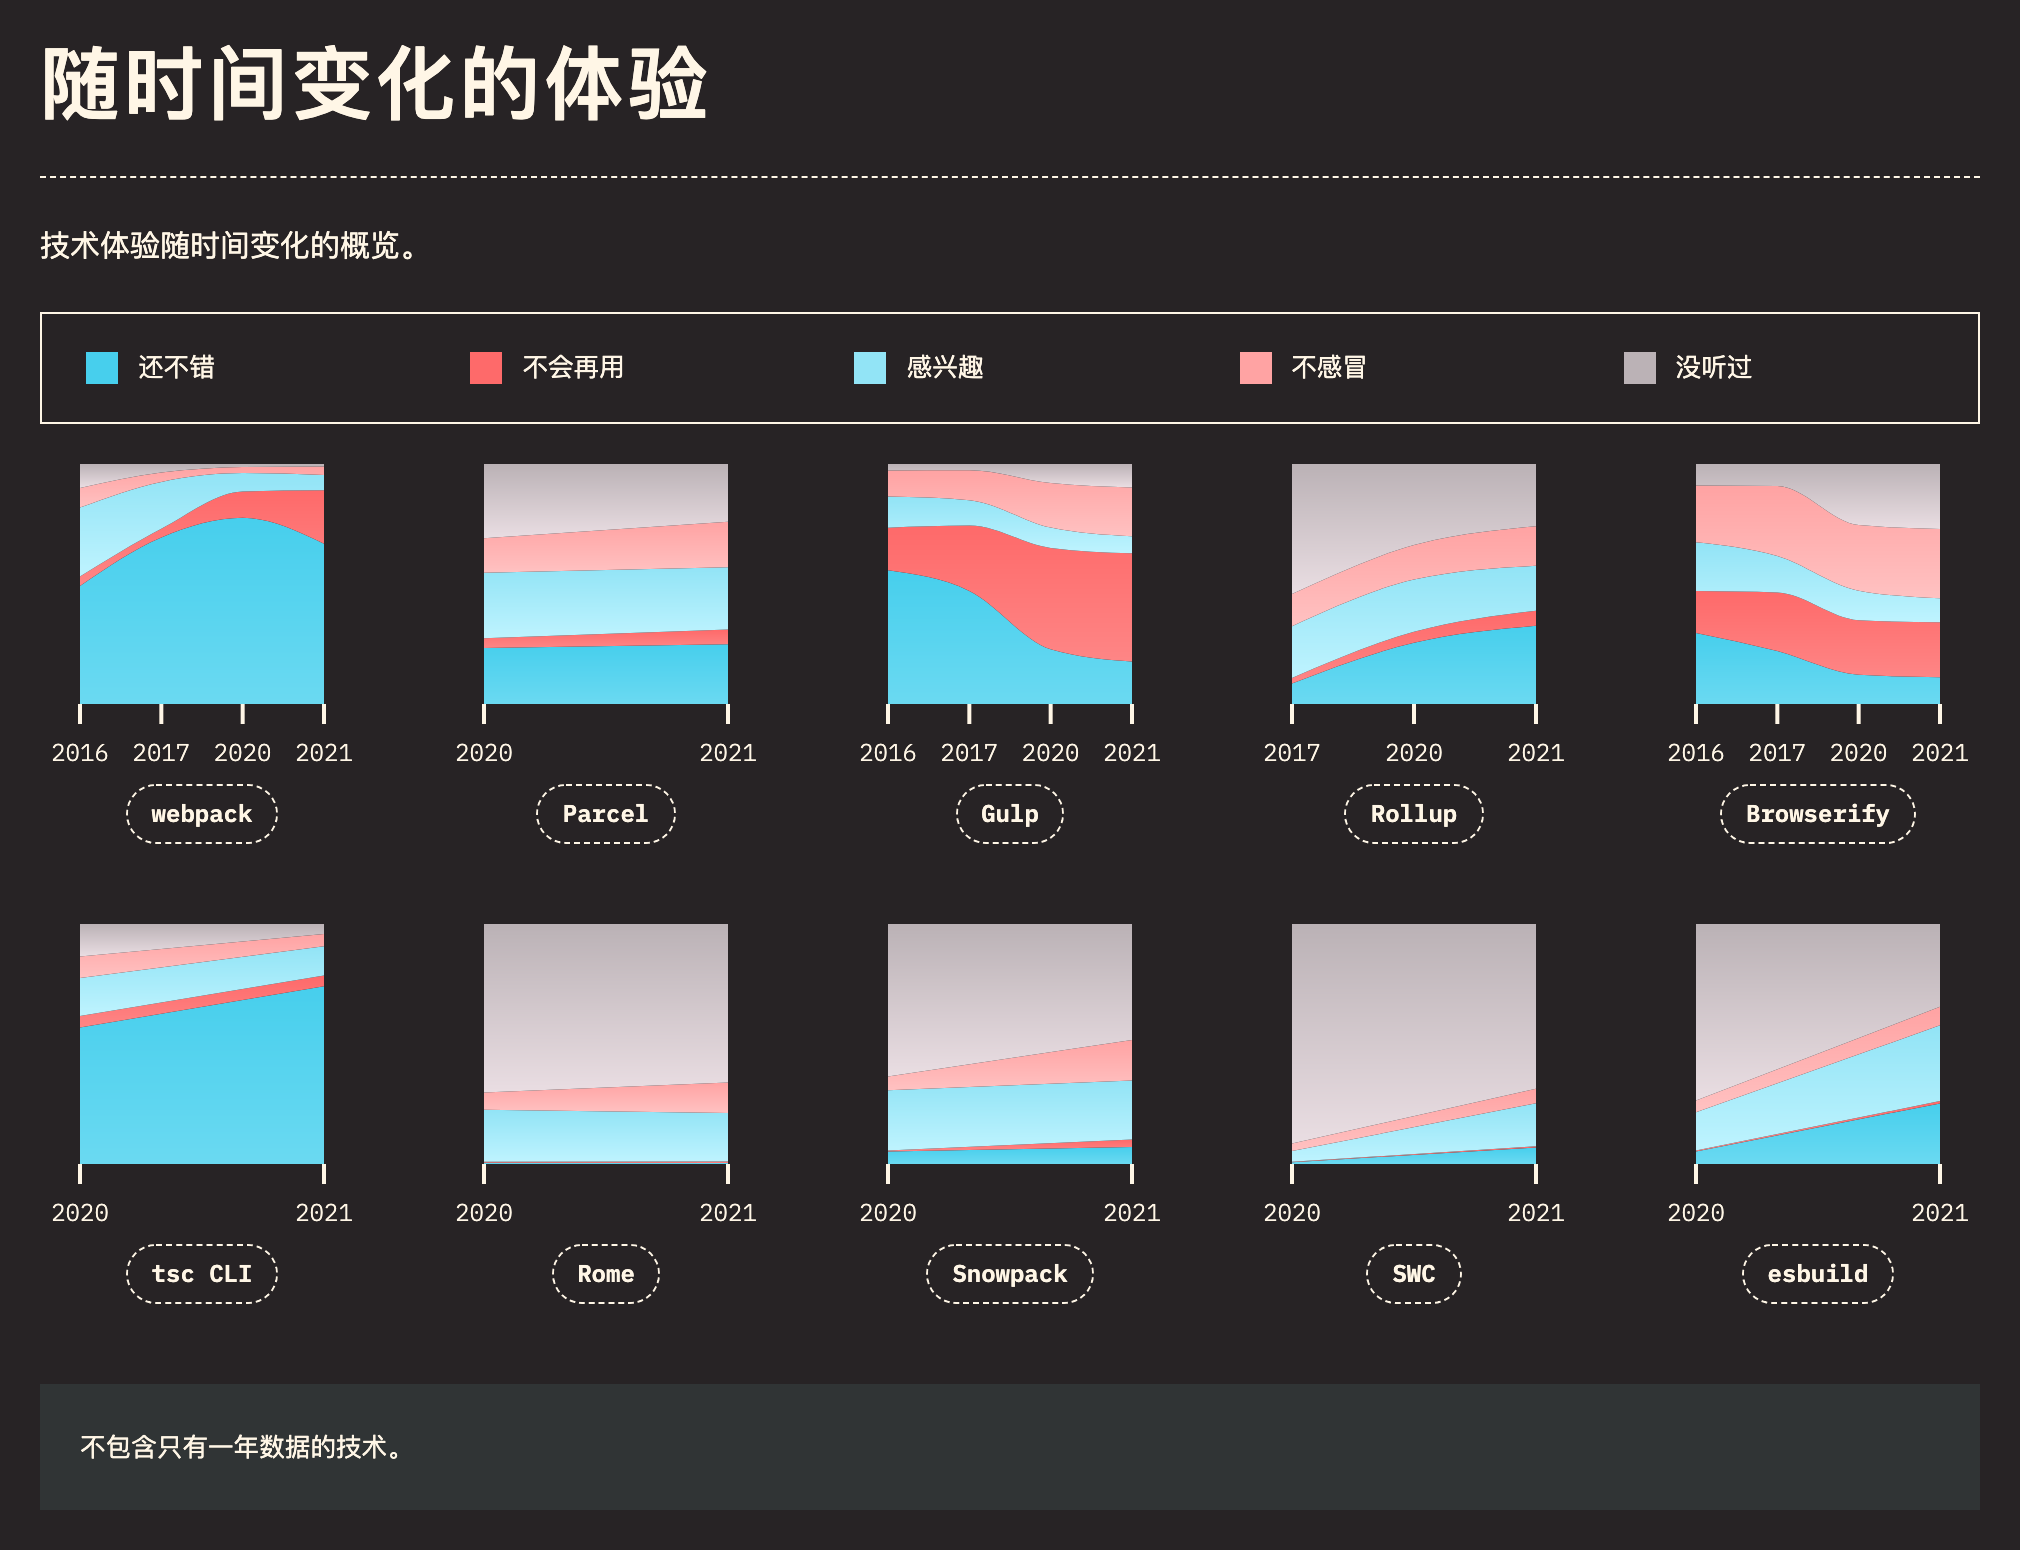 随时间变化的体验
技术体验随时间变化的概览。
还不错 不会再用 感兴趣 不感冒 没听过
2016 2017 2020 2021 2020 2021 2016 2017 2020 2021 2017 2020 2021 2016 2017 2020 2021
webpack Parcel Gulp Rollup Browserify
2020 2021 2020 2021 2020 2021 2020 2021 2020 2021
tsc CLI Rome Snowpack SWC esbuild
不包含只有一年数据的技术。